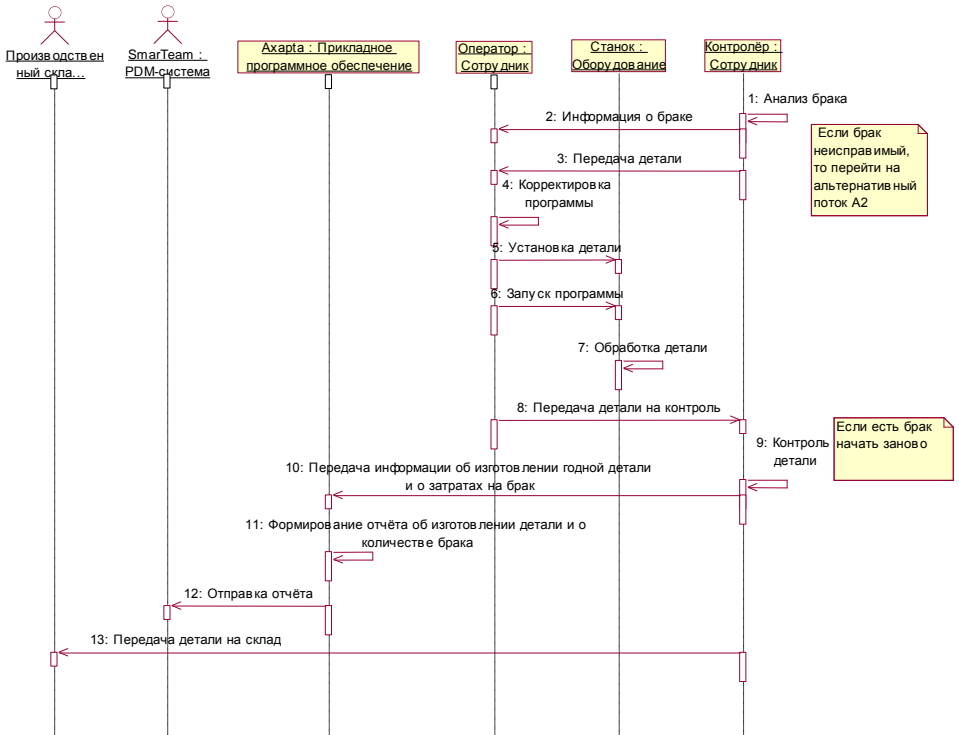 Производствен
ный скла...
SmarTeam :
PDM-система
Axapta : Прикладное
программное обеспечение
Оператор :
Сотрудник
Станок :
Оборудование
Контролёр :
Сотрудник
1: Анализ брака
2: Информация о браке
Если брак
неисправимый,
то перейти на
альтернативный
поток А2
3: Передача детали
4: Корректировка
программы
5: Установка детали
6: Запуск программы
7: Обработка детали
8: Передача детали на контроль
Если есть брак
начать заново
9: Контроль
детали
10: Передача информации об изготовлении годной детали
и о затратах на брак
11: Формирование отчёта об изготовлении детали и о
количестве брака
12: Отправка отчёта
13: Передача детали на склад